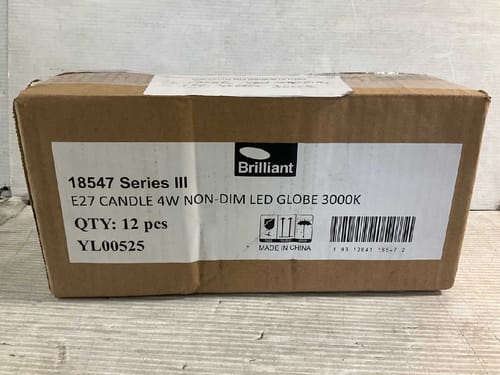 Brilliant
18547 Series III
E27 CANDLE 4W NON-DIM LED GLOBE 3000K
QTY: 12 pcs
YL00525
MADE IN CHINA